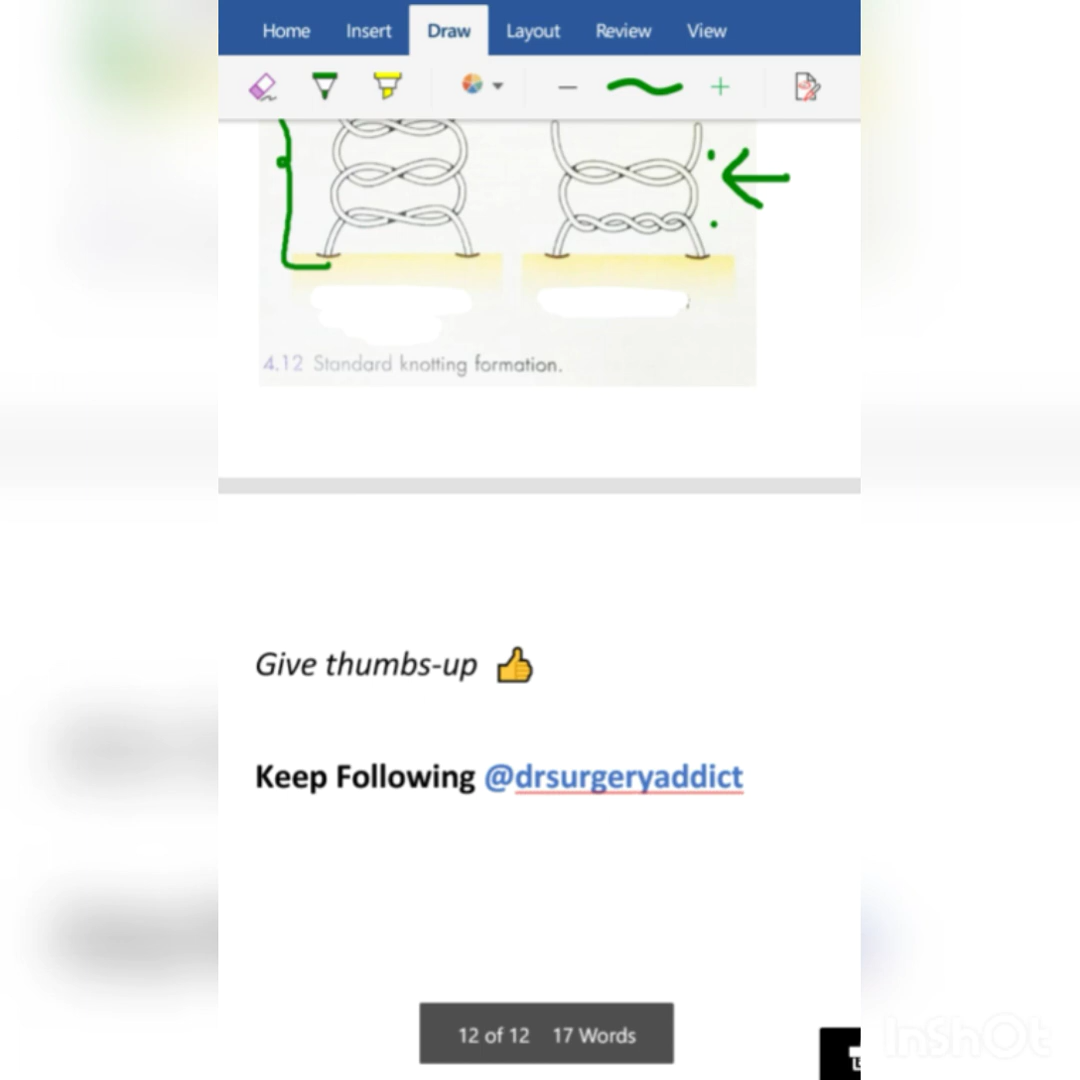 Home Insert Draw Layout Review View
4.12 Standard knotting formation.
Give thumbs-up 👍
Keep Following @drsurgeryaddict
12 of 12 17 Words
InShOt